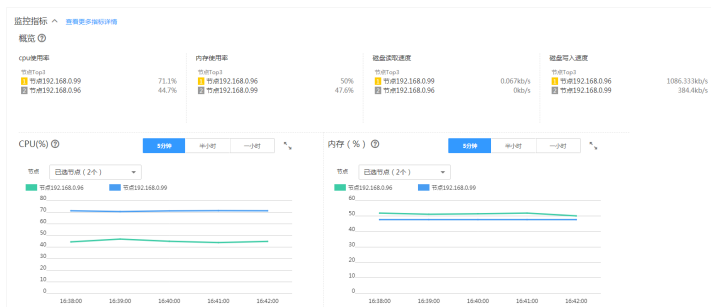 监控指标 查看更多指标详情
概览
cpu使用率
节点Top3
1 节点192.168.0.99 71.1%
2 节点192.168.0.96 44.7%
内存使用率
节点Top3
1 节点192.168.0.96 50%
2 节点192.168.0.99 47.6%
磁盘读取速度
节点Top3
1 节点192.168.0.99 0.067kb/s
2 节点192.168.0.96 0kb/s
磁盘写入速度
节点Top3
1 节点192.168.0.96 1086.333kb/s
2 节点192.168.0.99 384.4kb/s
CPU(%) 5分钟 半小时 一小时
节点 已选节点（2个）
节点192.168.0.96 节点192.168.0.99
80
70
60
50
40
30
20
10
0
16:38:00 16:39:00 16:40:00 16:41:00 16:42:00
内存（%） 5分钟 半小时 一小时
节点 已选节点（2个）
节点192.168.0.96 节点192.168.0.99
60
50
40
30
20
10
0
16:38:00 16:39:00 16:40:00 16:41:00 16:42:00